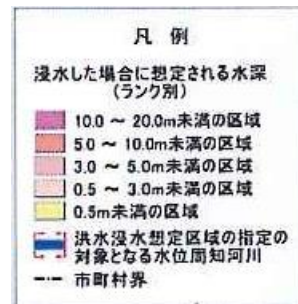 凡 例
浸水した場合に想定される水深
(ランク別)
10.0 ～ 20.0m未満の区域
5.0 ～ 10.0m未満の区域
3.0 ～ 5.0m未満の区域
0.5 ～ 3.0m未満の区域
0.5m未満の区域
洪水浸水想定区域の指定の
対象となる水位周知河川
市町村界